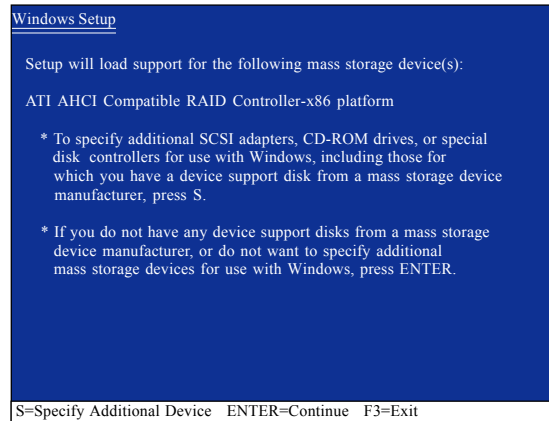 Windows Setup
Setup will load support for the following mass storage device(s):
ATI AHCI Compatible RAID Controller-x86 platform
* To specify additional SCSI adapters, CD-ROM drives, or special
disk controllers for use with Windows, including those for
which you have a device support disk from a mass storage device
manufacturer, press S.
* If you do not have any device support disks from a mass storage
device manufacturer, or do not want to specify additional
mass storage devices for use with Windows, press ENTER.
S=Specify Additional Device ENTER=Continue F3=Exit